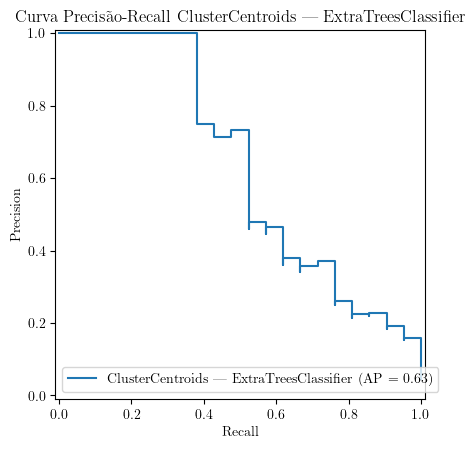 Curva Precisão-Recall ClusterCentroids — ExtraTreesClassifier
1.0
0.8
0.6
0.4
0.2
0.0
Precision
ClusterCentroids — ExtraTreesClassifier (AP = 0.63)
0.0 0.2 0.4 0.6 0.8 1.0
Recall